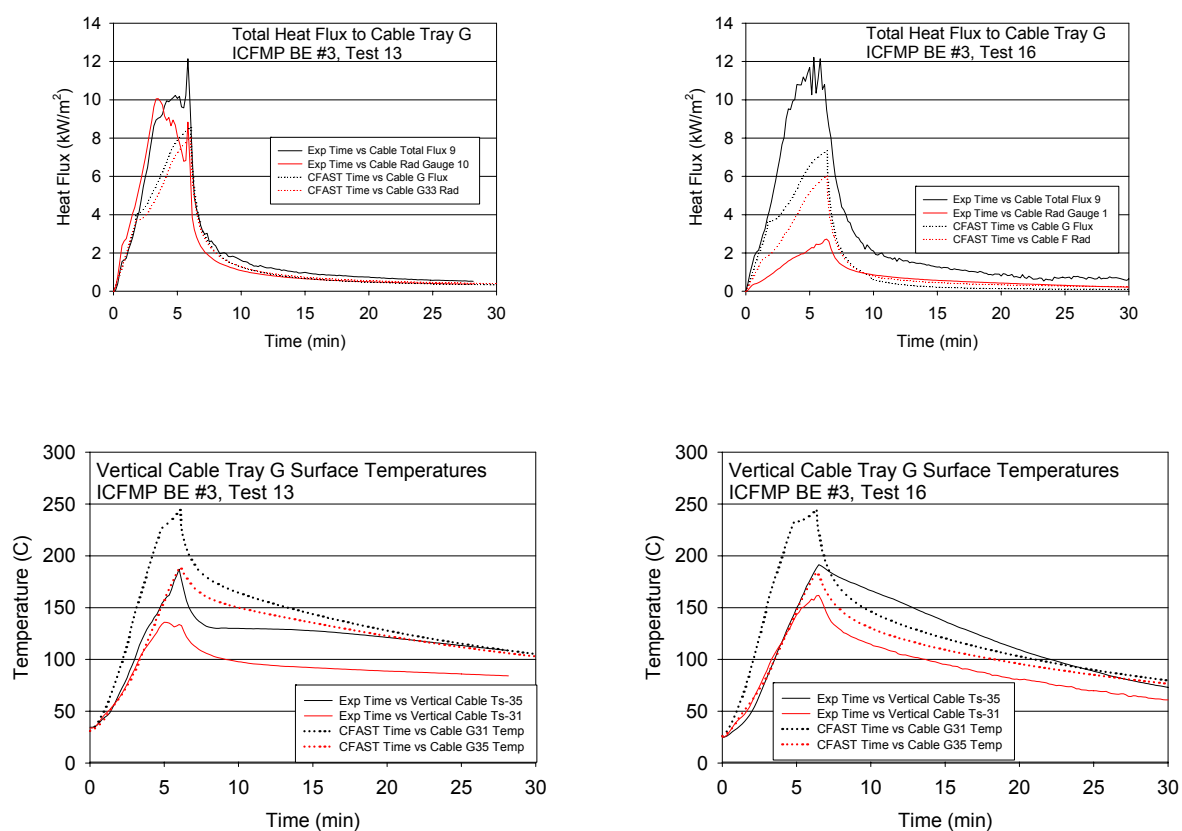 Total Heat Flux to Cable Tray G
ICFMP BE #3, Test 13
Heat Flux (kW/m²)
14
12
10
8
6
4
2
0
Exp Time vs Cable Total Flux 9
Exp Time vs Cable Rad Gauge 10
CFAST Time vs Cable G Flux
CFAST Time vs Cable G33 Rad
0 5 10 15 20 25 30
Time (min)
Total Heat Flux to Cable Tray G
ICFMP BE #3, Test 16
Heat Flux (kW/m²)
14
12
10
8
6
4
2
0
Exp Time vs Cable Total Flux 9
Exp Time vs Cable Rad Gauge 1
CFAST Time vs Cable G Flux
CFAST Time vs Cable F Rad
0 5 10 15 20 25 30
Time (min)
Vertical Cable Tray G Surface Temperatures
ICFMP BE #3, Test 13
Temperature (C)
300
250
200
150
100
50
0
Exp Time vs Vertical Cable Ts-35
Exp Time vs Vertical Cable Ts-31
CFAST Time vs Cable G31 Temp
CFAST Time vs Cable G35 Temp
0 5 10 15 20 25 30
Time (min)
Vertical Cable Tray G Surface Temperatures
ICFMP BE #3, Test 16
Temperature (C)
300
250
200
150
100
50
0
Exp Time vs Vertical Cable Ts-35
Exp Time vs Vertical Cable Ts-31
CFAST Time vs Cable G31 Temp
CFAST Time vs Cable G35 Temp
0 5 10 15 20 25 30
Time (min)